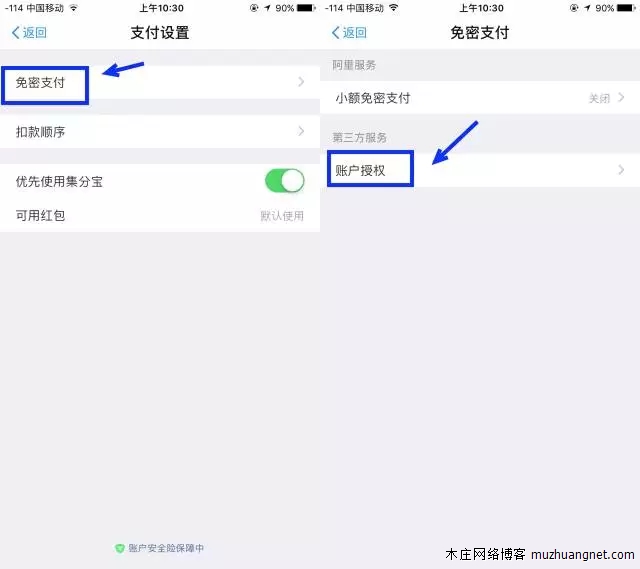 -114 中国移动 上午10:30 90%
返回 支付设置
免密支付
扣款顺序
优先使用集分宝
可用红包 默认使用
账户安全险保障中
-114 中国移动 上午10:30 90%
返回 免密支付
阿里服务
小额免密支付 关闭
第三方服务
账户授权
木庄网络博客 muzhuangnet.com